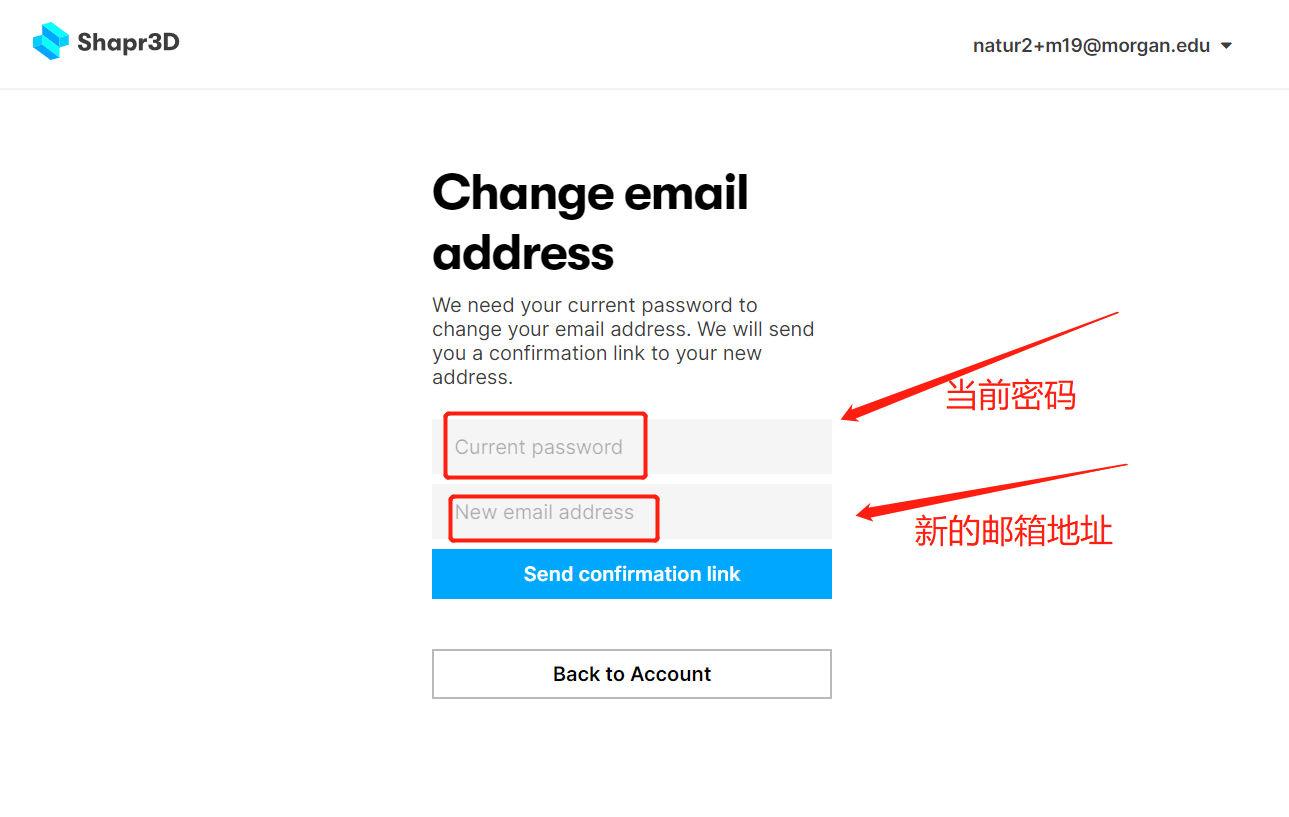 Shapr3D
natur2+m19@morgan.edu
Change email
address
We need your current password to
change your email address. We will send
you a confirmation link to your new
address.
当前密码
Current password
New email address
新的邮箱地址
Send confirmation link
Back to Account